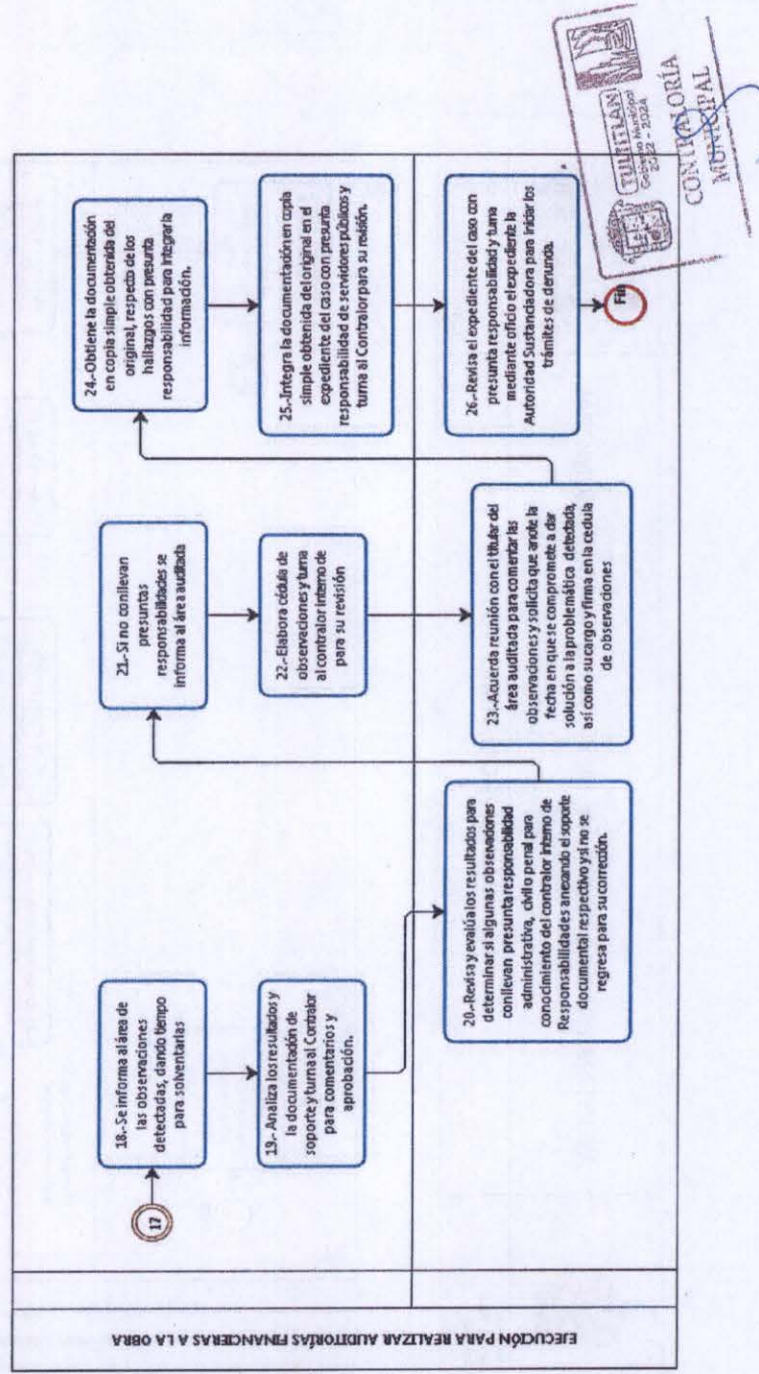 EJECUCIÓN PARA REALIZAR AUDITORÍAS FINANCIERAS A LA OBRA
17
18.-Se informa al área de
las observaciones
detectadas, dando tiempo
para solventarlas
19.- Analiza los resultados y
la documentación de
soporte y turna al Contralor
para comentarios y
aprobación.
20.-Revisa y evalúa los resultados para
determinar si algunas observaciones
conllevan presunta responsabilidad
administrativa, civil o penal para
conocimiento del contralor interno de
Responsabilidades anexando el soporte
documental respectivo y si no se
regresa para su corrección.
21.-Si no conllevan
presuntas
responsabilidades se
informa al área auditada
22.-Elabora cédula de
observaciones y turna
al contralor interno de
para su revisión
23.-Acuerda reunión con el titular del
área auditada para comentar las
observaciones y solicita que anote la
fecha en que se compromete a dar
solución a la problemática detectada,
así como su cargo y firma en la cedula
de observaciones
24.-Obtiene la documentación
en copia simple obtenida del
original, respecto de los
hallazgos con presunta
responsabilidad para integrar la
información.
25.-Integra la documentación en copia
simple obtenida del original en el
expediente del caso con presunta
responsabilidad de servidores públicos y
turna al Contralor para su revisión.
26.-Revisa el expediente del caso con
presunta responsabilidad y turna
mediante oficio el expediente la
Autoridad Sustanciadora para iniciar los
trámites de denuncia.
Fin
TULTITLÁN
Gobierno Municipal
2022 - 2024
CONTRALORÍA
MUNICIPAL